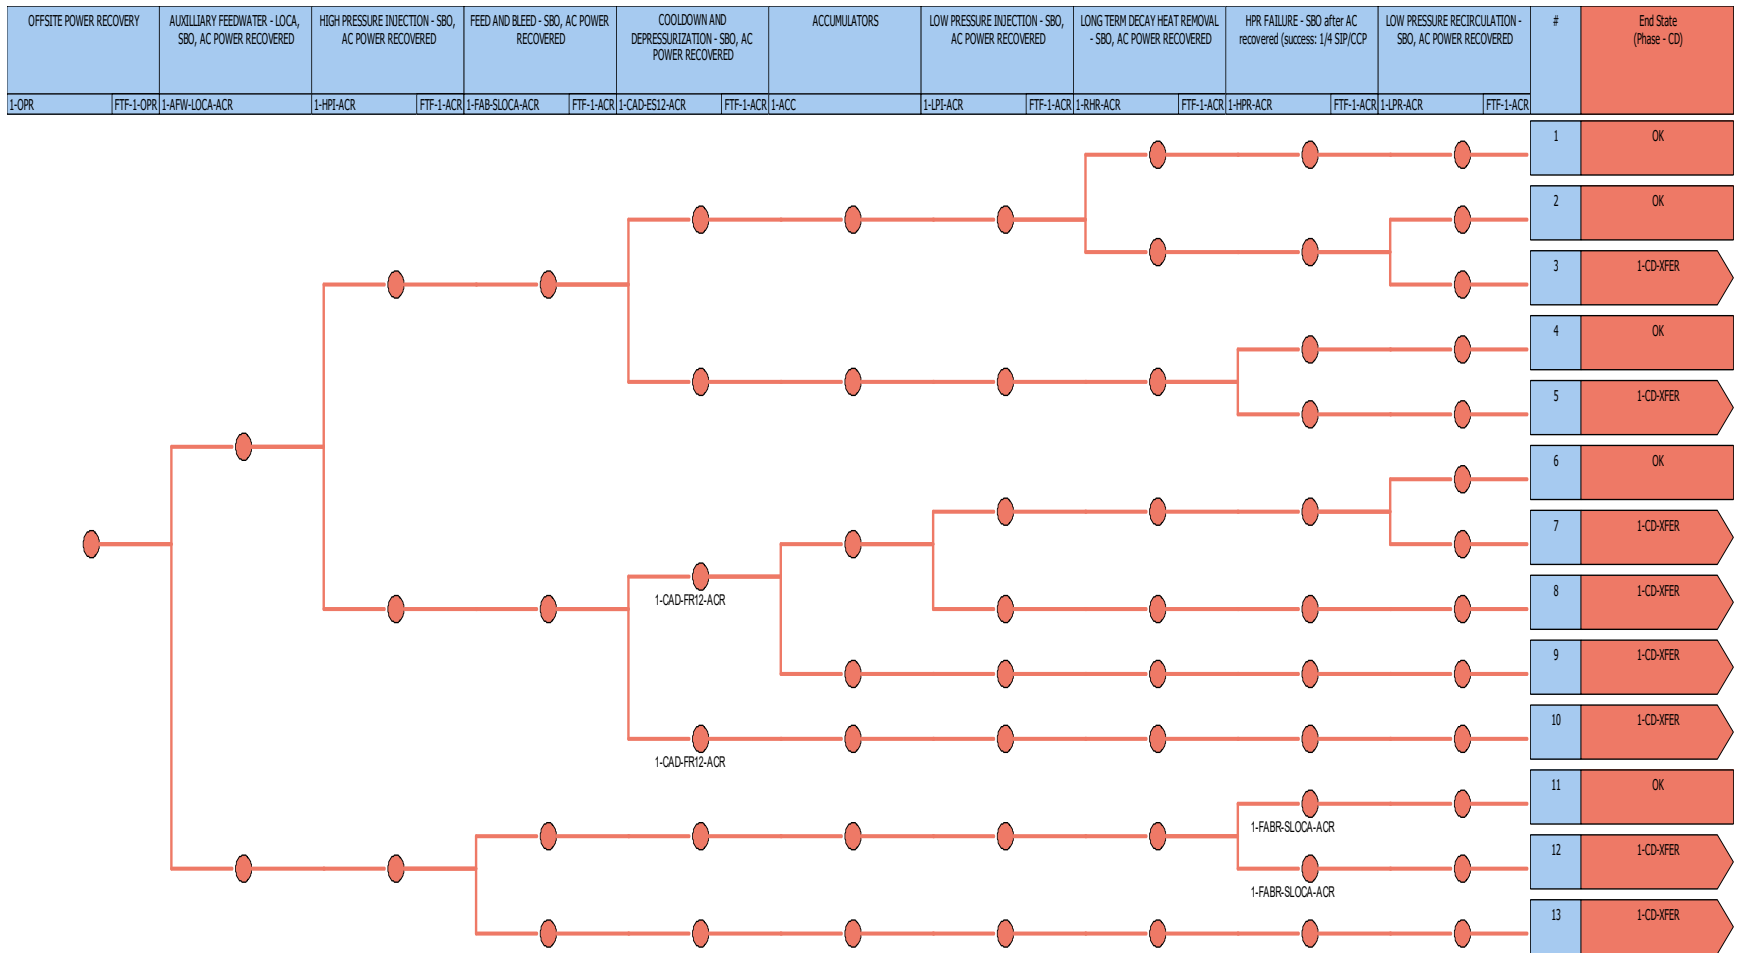 OFFSITE POWER RECOVERY
AUXILLIARY FEEDWATER - LOCA,
SBO, AC POWER RECOVERED
HIGH PRESSURE INJECTION - SBO,
AC POWER RECOVERED
FEED AND BLEED - SBO, AC POWER
RECOVERED
COOLDOWN AND
DEPRESSURIZATION - SBO, AC
POWER RECOVERED
ACCUMULATORS
LOW PRESSURE INJECTION - SBO,
AC POWER RECOVERED
LONG TERM DECAY HEAT REMOVAL
- SBO, AC POWER RECOVERED
HPR FAILURE - SBO after AC
recovered (success: 1/4 SIP/CCP
LOW PRESSURE RECIRCULATION -
SBO, AC POWER RECOVERED
#
End State
(Phase - CD)
1-OPR
FTF-1-OPR
1-AFW-LOCA-ACR
1-HPI-ACR
FTF-1-ACR
1-FAB-SLOCA-ACR
FTF-1-ACR
1-CAD-ES12-ACR
FTF-1-ACR
1-ACC
1-LPI-ACR
FTF-1-ACR
1-RHR-ACR
FTF-1-ACR
1-HPR-ACR
FTF-1-ACR
1-LPR-ACR
FTF-1-ACR
1
OK
2
OK
3
1-CD-XFER
4
OK
5
1-CD-XFER
6
OK
7
1-CD-XFER
1-CAD-FR12-ACR
8
1-CD-XFER
9
1-CD-XFER
10
1-CD-XFER
1-CAD-FR12-ACR
11
OK
1-FABR-SLOCA-ACR
12
1-CD-XFER
1-FABR-SLOCA-ACR
13
1-CD-XFER